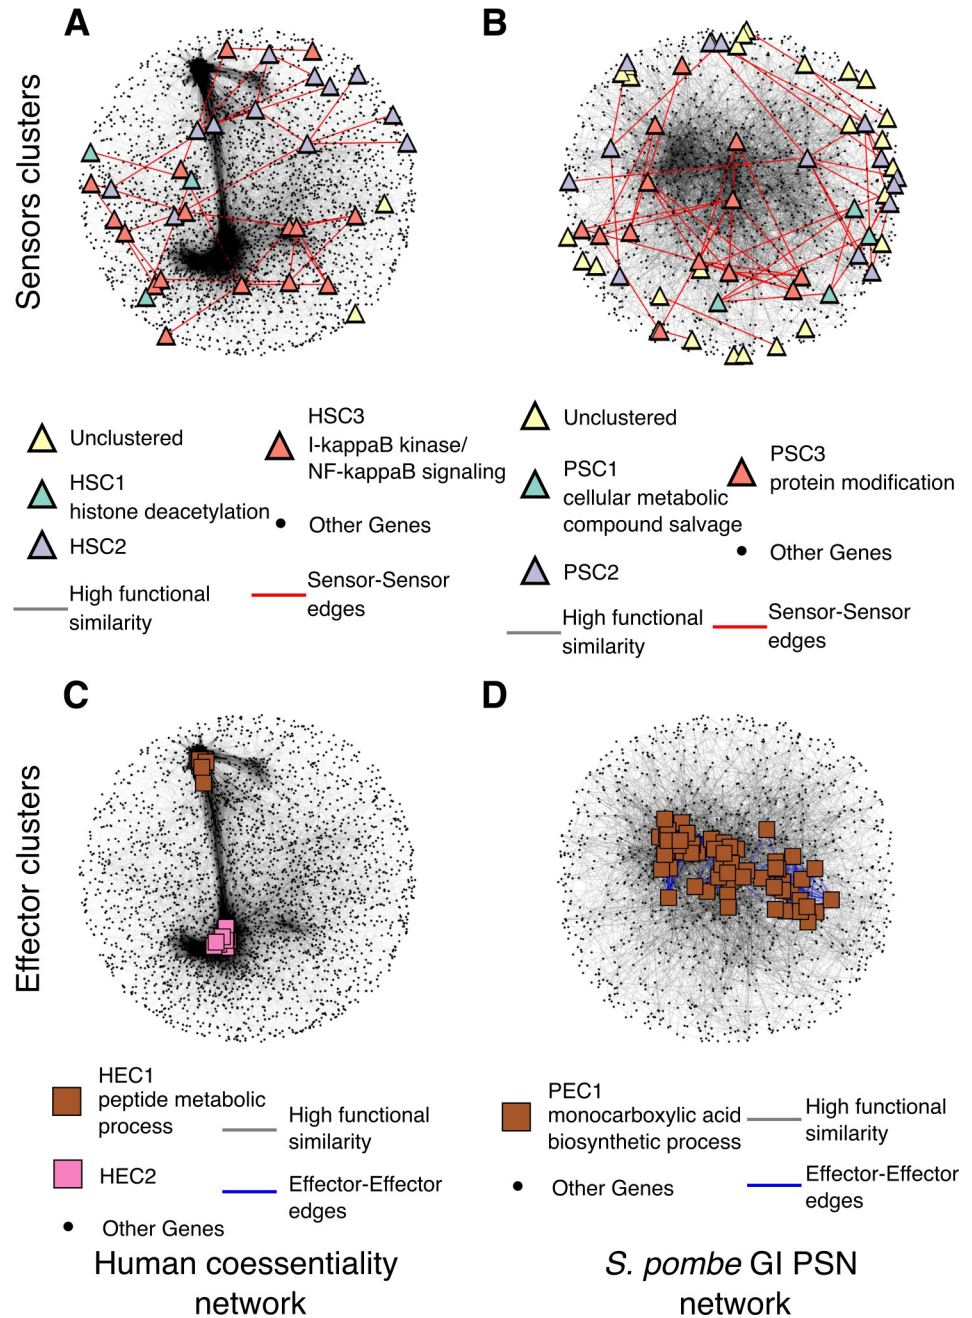 A
B
Sensors clusters
Unclustered
HSC1
histone deacetylation
HSC2
High functional
similarity
HSC3
I-kappaB kinase/
NF-kappaB signaling
Other Genes
Sensor-Sensor
edges
Unclustered
PSC1
cellular metabolic
compound salvage
PSC2
High functional
similarity
PSC3
protein modification
Other Genes
Sensor-Sensor
edges
C
D
Effector clusters
HEC1
peptide metabolic
process
HEC2
Other Genes
High functional
similarity
Effector-Effector
edges
PEC1
monocarboxylic acid
biosynthetic process
Other Genes
High functional
similarity
Effector-Effector
edges
Human coessentiality
network
S. pombe GI PSN
network